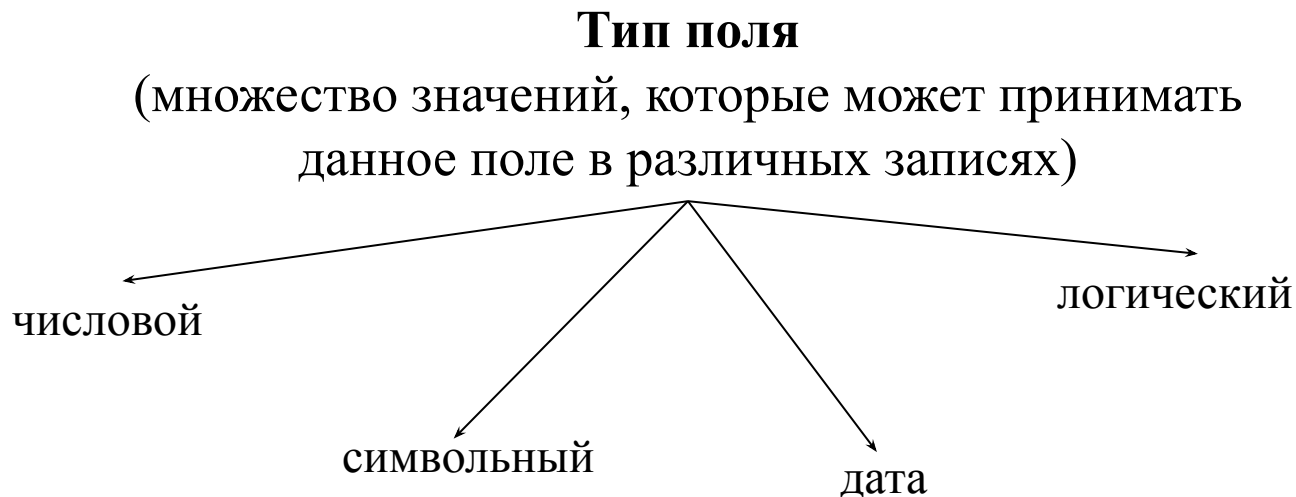 Тип поля
(множество значений, которые может принимать
данное поле в различных записях)
числовой
символьный
дата
логический